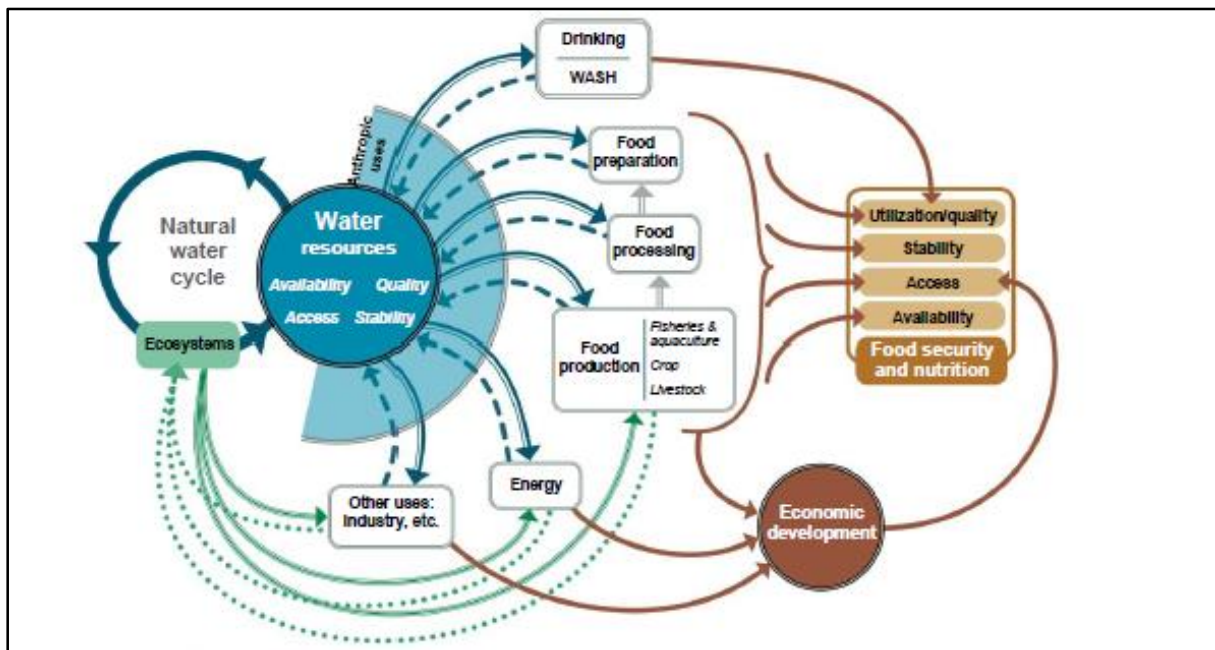 Drinking
WASH
Anthropic
uses
Food
preparation
Natural
water
cycle
Water
resources
Availability Quality
Access Stability
Food
processing
Utilization/quality
Stability
Access
Availability
Food security
and nutrition
Ecosystems
Food
production
Fisheries &
aquaculture
Crop
Livestock
Other uses:
Industry, etc.
Energy
Economic
development